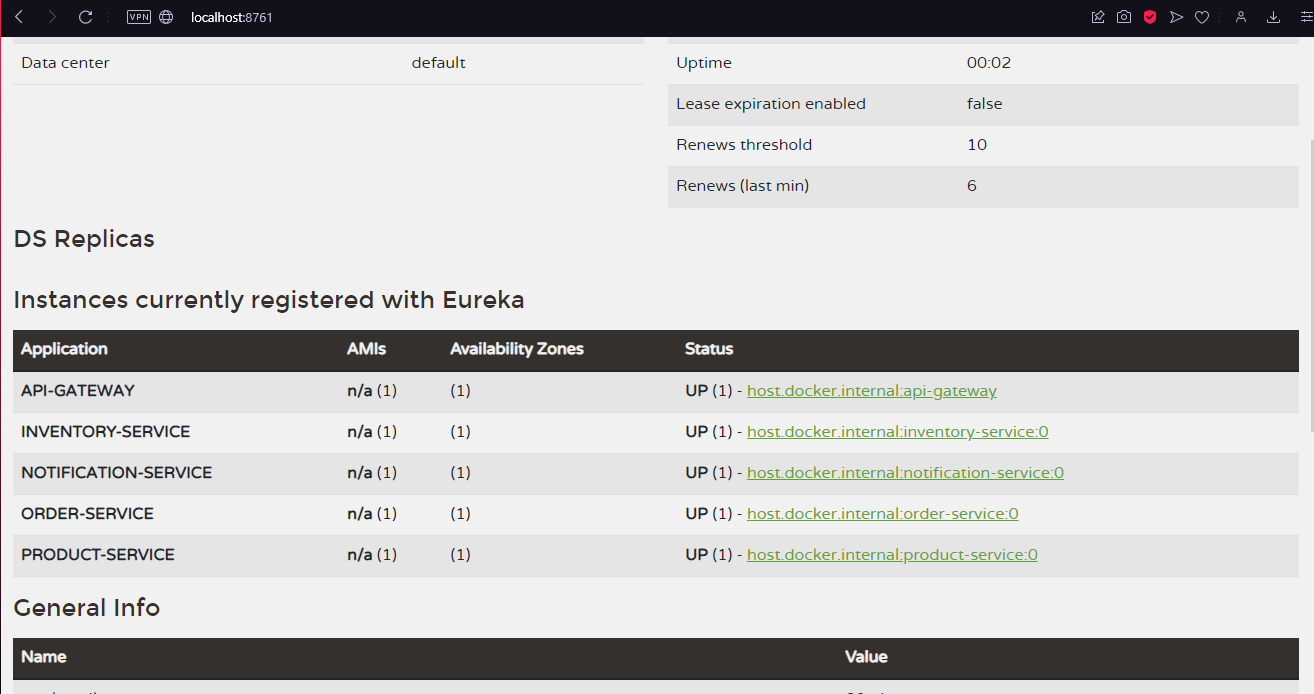 VPN localhost:8761
Data center default
Uptime 00:02
Lease expiration enabled false
Renews threshold 10
Renews (last min) 6
DS Replicas
Instances currently registered with Eureka
Application AMIs Availability Zones Status
API-GATEWAY n/a (1) (1) UP (1) - host.docker.internal:api-gateway
INVENTORY-SERVICE n/a (1) (1) UP (1) - host.docker.internal:inventory-service:0
NOTIFICATION-SERVICE n/a (1) (1) UP (1) - host.docker.internal:notification-service:0
ORDER-SERVICE n/a (1) (1) UP (1) - host.docker.internal:order-service:0
PRODUCT-SERVICE n/a (1) (1) UP (1) - host.docker.internal:product-service:0
General Info
Name Value